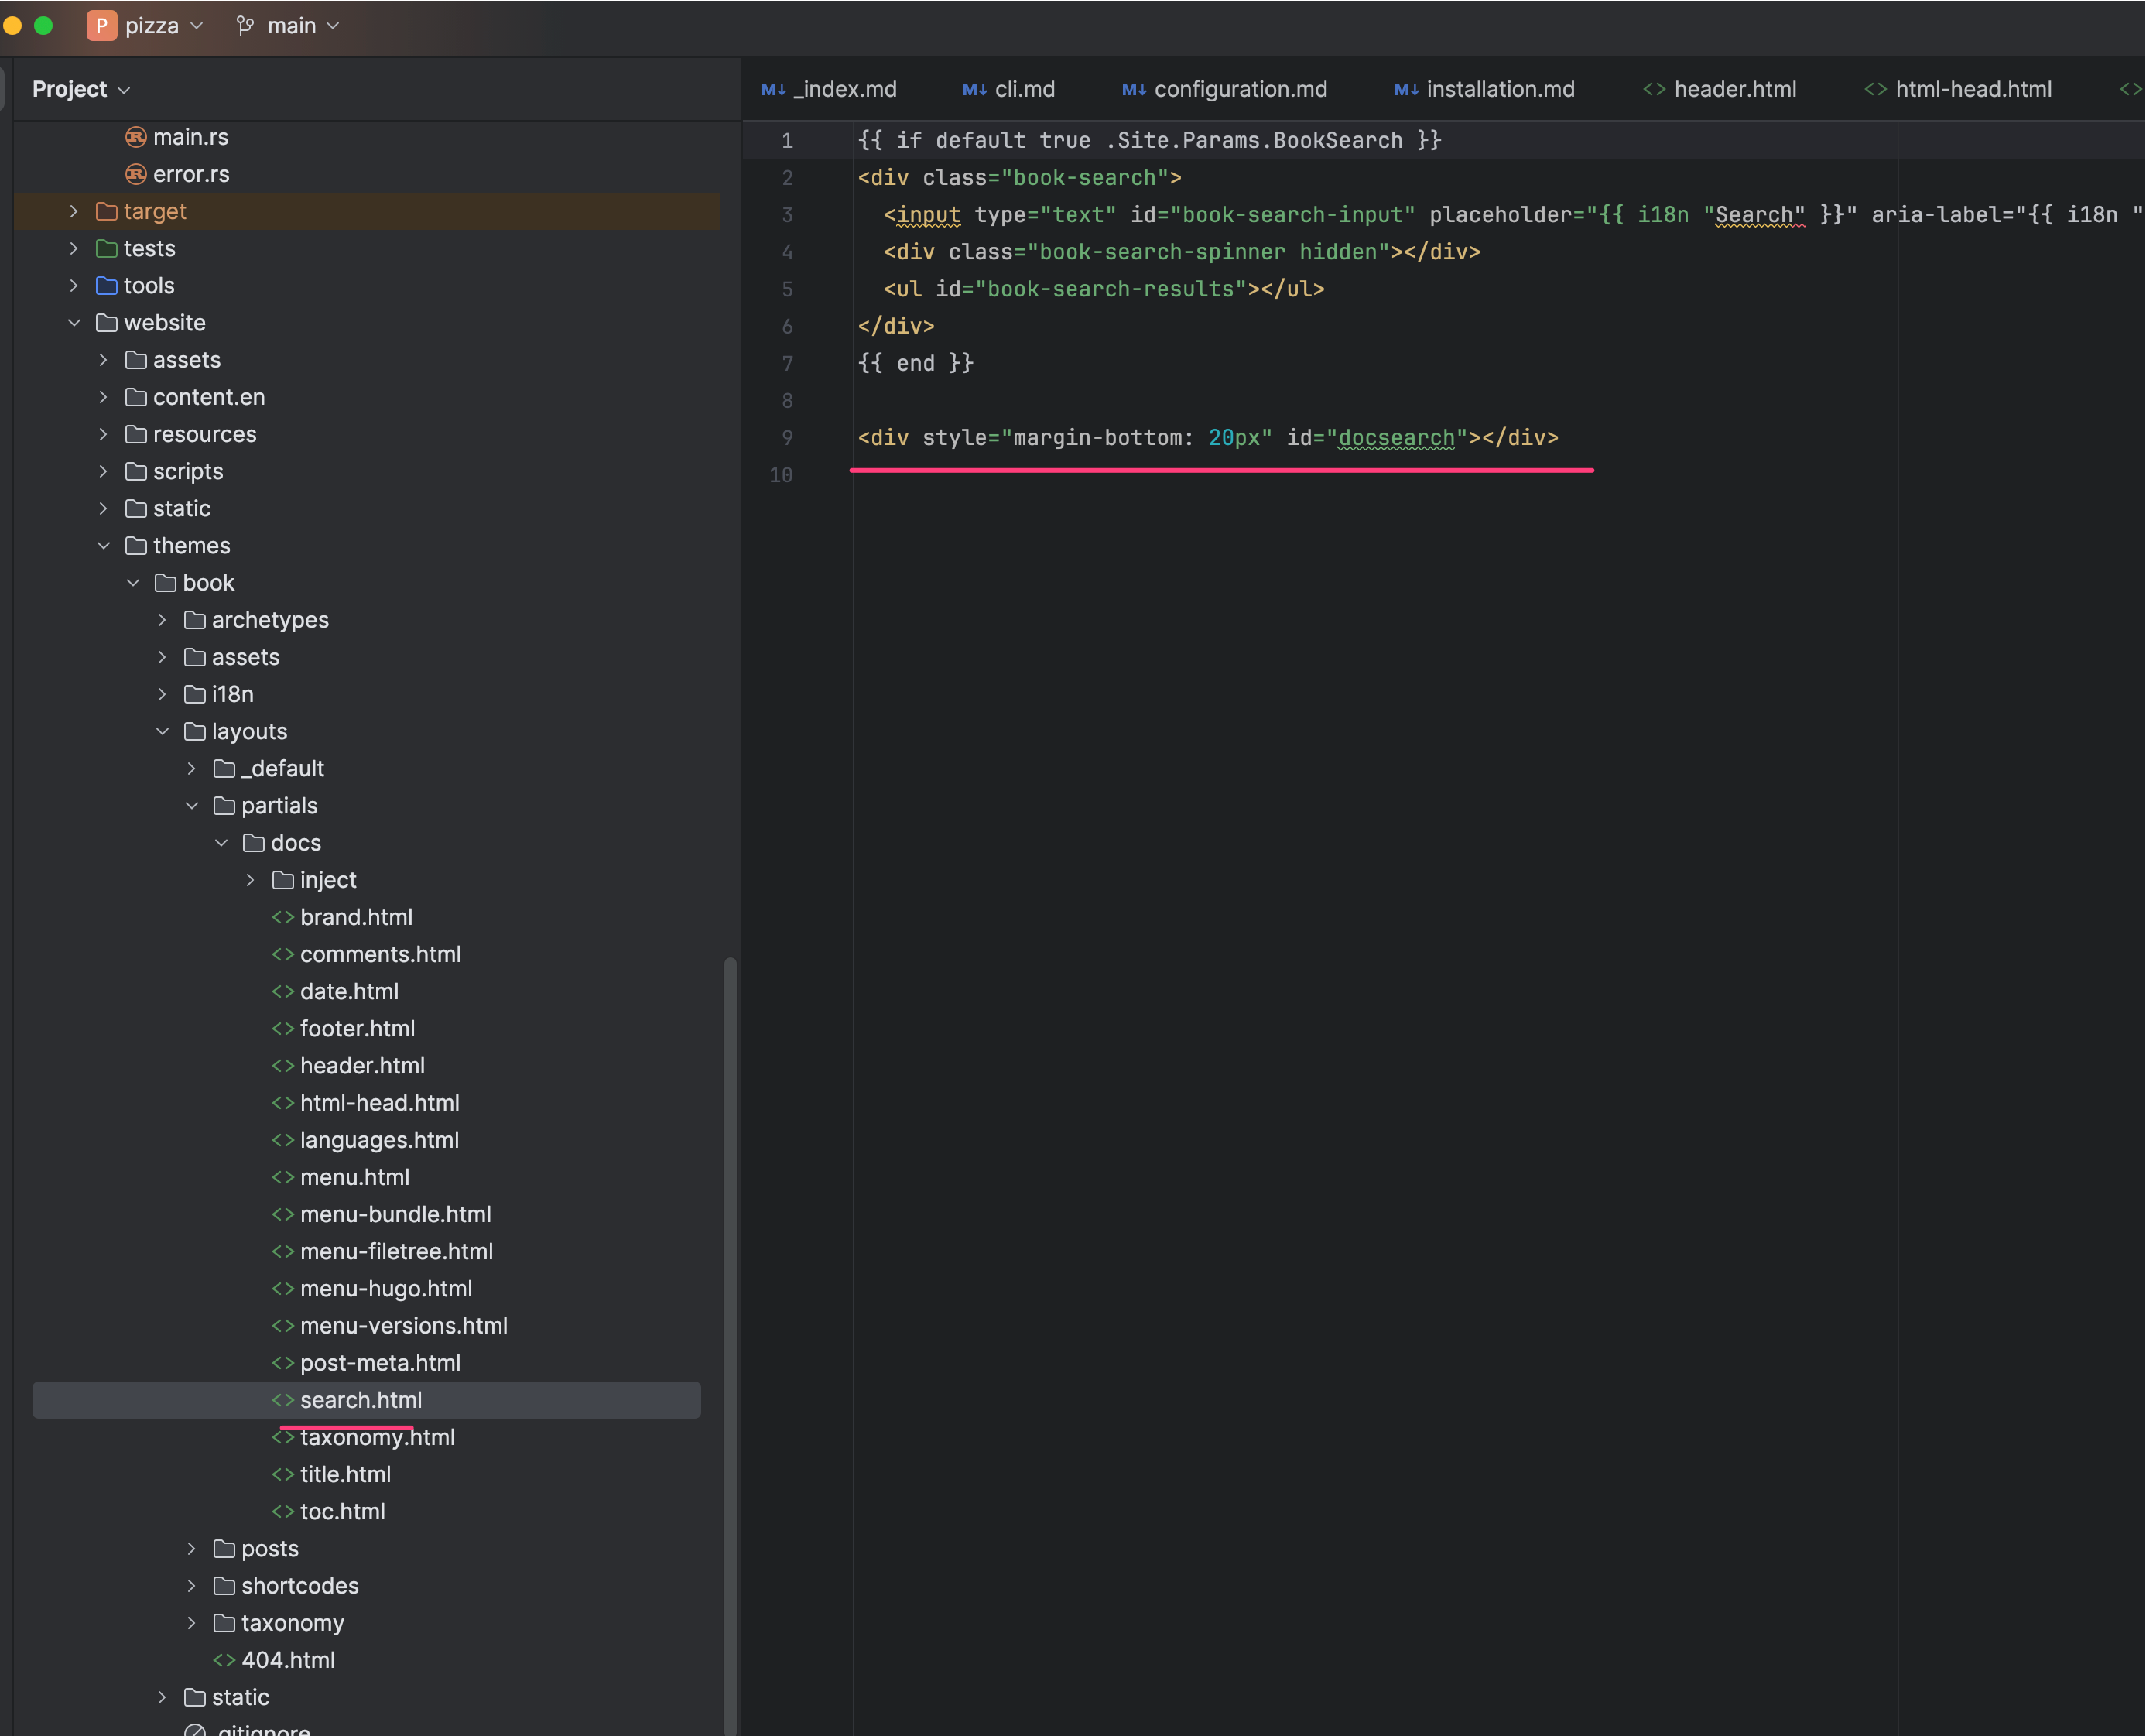 P pizza main
Project
main.rs
error.rs
target
tests
tools
website
assets
content.en
resources
scripts
static
themes
book
archetypes
assets
i18n
layouts
_default
partials
docs
inject
brand.html
comments.html
date.html
footer.html
header.html
html-head.html
languages.html
menu.html
menu-bundle.html
menu-filetree.html
menu-hugo.html
menu-versions.html
post-meta.html
search.html
taxonomy.html
title.html
toc.html
posts
shortcodes
taxonomy
404.html
static
.gitignore
M↓ _index.md M↓ cli.md M↓ configuration.md M↓ installation.md <> header.html <> html-head.html <>
1 {{ if default true .Site.Params.BookSearch }}
2 <div class="book-search">
3 <input type="text" id="book-search-input" placeholder="{{ i18n "Search" }}" aria-label="{{ i18n "
4 <div class="book-search-spinner hidden"></div>
5 <ul id="book-search-results"></ul>
6 </div>
7 {{ end }}
8
9 <div style="margin-bottom: 20px" id="docsearch"></div>
10